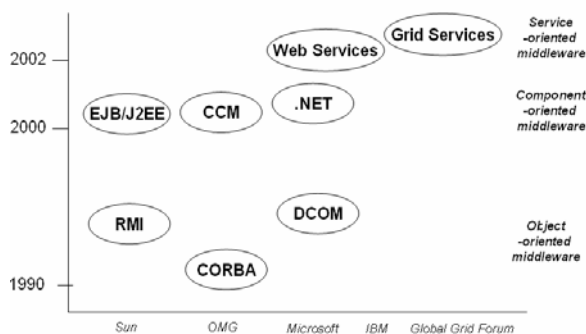 Service
-oriented
middleware
Grid Services
Web Services
2002
Component
-oriented
middleware
.NET
EJB/J2EE
CCM
2000
DCOM
RMI
Object
-oriented
middleware
CORBA
1990
Sun
OMG
Microsoft
IBM
Global Grid Forum